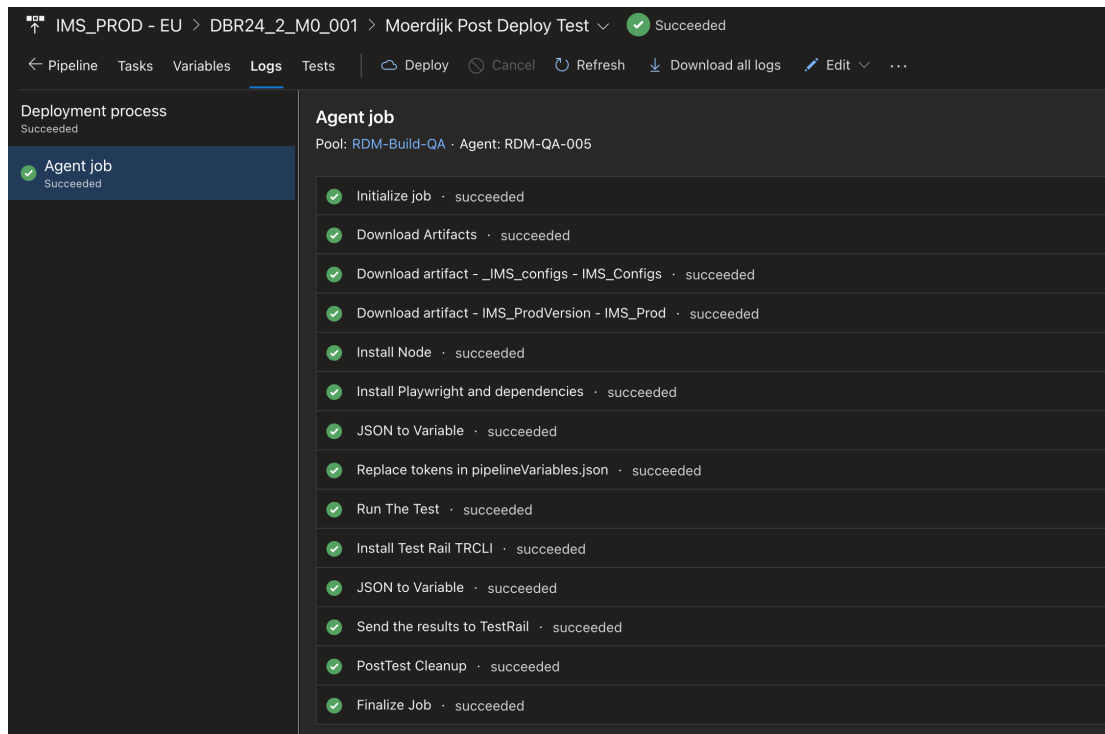 IMS_PROD - EU > DBR24_2_M0_001 > Moerdijk Post Deploy Test Succeeded
← Pipeline Tasks Variables Logs Tests Deploy Cancel Refresh Download all logs Edit ...
Deployment process
Succeeded
Agent job
Succeeded
Agent job
Pool: RDM-Build-QA · Agent: RDM-QA-005
Initialize job · succeeded
Download Artifacts · succeeded
Download artifact - _IMS_configs - IMS_Configs · succeeded
Download artifact - IMS_ProdVersion - IMS_Prod · succeeded
Install Node · succeeded
Install Playwright and dependencies · succeeded
JSON to Variable · succeeded
Replace tokens in pipelineVariables.json · succeeded
Run The Test · succeeded
Install Test Rail TRCLI · succeeded
JSON to Variable · succeeded
Send the results to TestRail · succeeded
PostTest Cleanup · succeeded
Finalize Job · succeeded